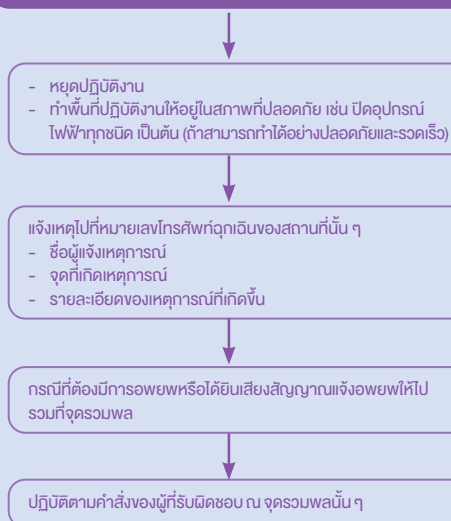 - หยุดปฏิบัติงาน
- ทำพื้นที่ปฏิบัติงานให้อยู่ในสภาพที่ปลอดภัย เช่น ปิดอุปกรณ์
ไฟฟ้าทุกชนิด เป็นต้น (ถ้าสามารถทำได้อย่างปลอดภัยและรวดเร็ว)
แจ้งเหตุไปที่หมายเลขโทรศัพท์ฉุกเฉินของสถานที่นั้น ๆ
- ชื่อผู้แจ้งเหตุการณ์
- จุดที่เกิดเหตุการณ์
- รายละเอียดของเหตุการณ์ที่เกิดขึ้น
กรณีที่ต้องมีการอพยพหรือได้ยินเสียงสัญญาณแจ้งอพยพให้ไป
รวมที่จุดรวมพล
ปฏิบัติตามคำสั่งของผู้ที่รับผิดชอบ ณ จุดรวมพลนั้น ๆ